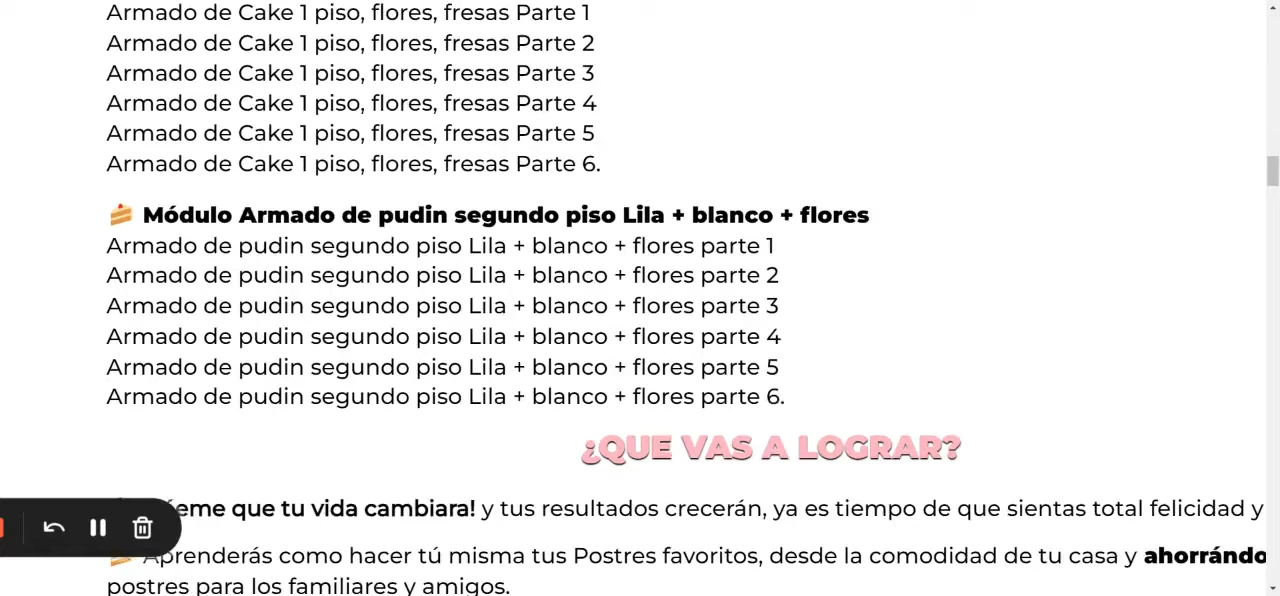 Armado de Cake 1 piso, flores, fresas Parte 1
Armado de Cake 1 piso, flores, fresas Parte 2
Armado de Cake 1 piso, flores, fresas Parte 3
Armado de Cake 1 piso, flores, fresas Parte 4
Armado de Cake 1 piso, flores, fresas Parte 5
Armado de Cake 1 piso, flores, fresas Parte 6.
Módulo Armado de pudin segundo piso Lila + blanco + flores
Armado de pudin segundo piso Lila + blanco + flores parte 1
Armado de pudin segundo piso Lila + blanco + flores parte 2
Armado de pudin segundo piso Lila + blanco + flores parte 3
Armado de pudin segundo piso Lila + blanco + flores parte 4
Armado de pudin segundo piso Lila + blanco + flores parte 5
Armado de pudin segundo piso Lila + blanco + flores parte 6.
¿QUE VAS A LOGRAR?
que tu vida cambiara! y tus resultados crecerán, ya es tiempo de que sientas total felicidad y
Aprenderás como hacer tú misma tus Postres favoritos, desde la comodidad de tu casa y ahorrándo
postres para los familiares y amigos.